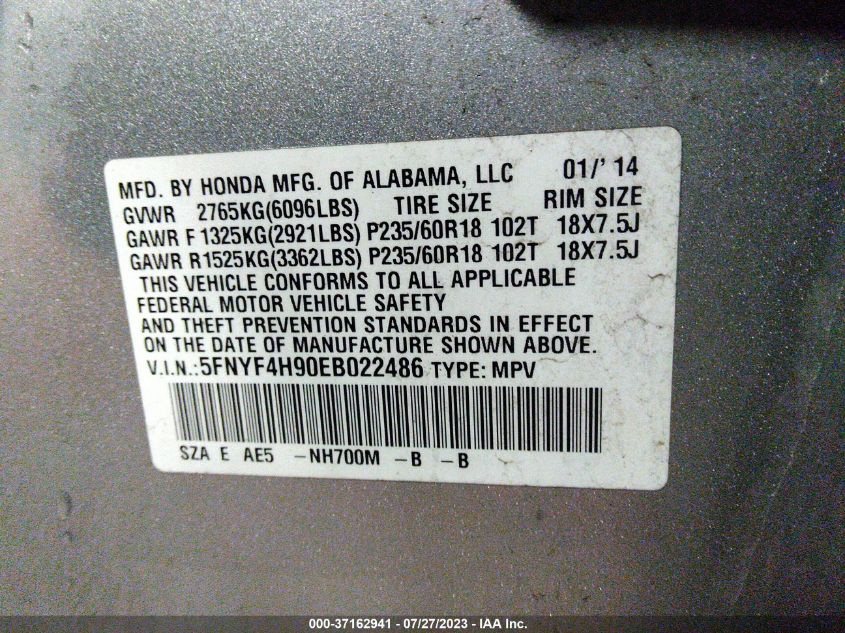 MFD. BY HONDA MFG. OF ALABAMA, LLC 01/' 14
GVWR 2765KG(6096LBS) TIRE SIZE RIM SIZE
GAWR F 1325KG(2921LBS) P235/60R18 102T 18X7.5J
GAWR R1525KG(3362LBS) P235/60R18 102T 18X7.5J
THIS VEHICLE CONFORMS TO ALL APPLICABLE
FEDERAL MOTOR VEHICLE SAFETY
AND THEFT PREVENTION STANDARDS IN EFFECT
ON THE DATE OF MANUFACTURE SHOWN ABOVE.
V.I.N.:5FNYF4H90EB022486 TYPE: MPV
SZA E AE5 -NH700M -B -B
000-37162941 - 07/27/2023 - IAA Inc.